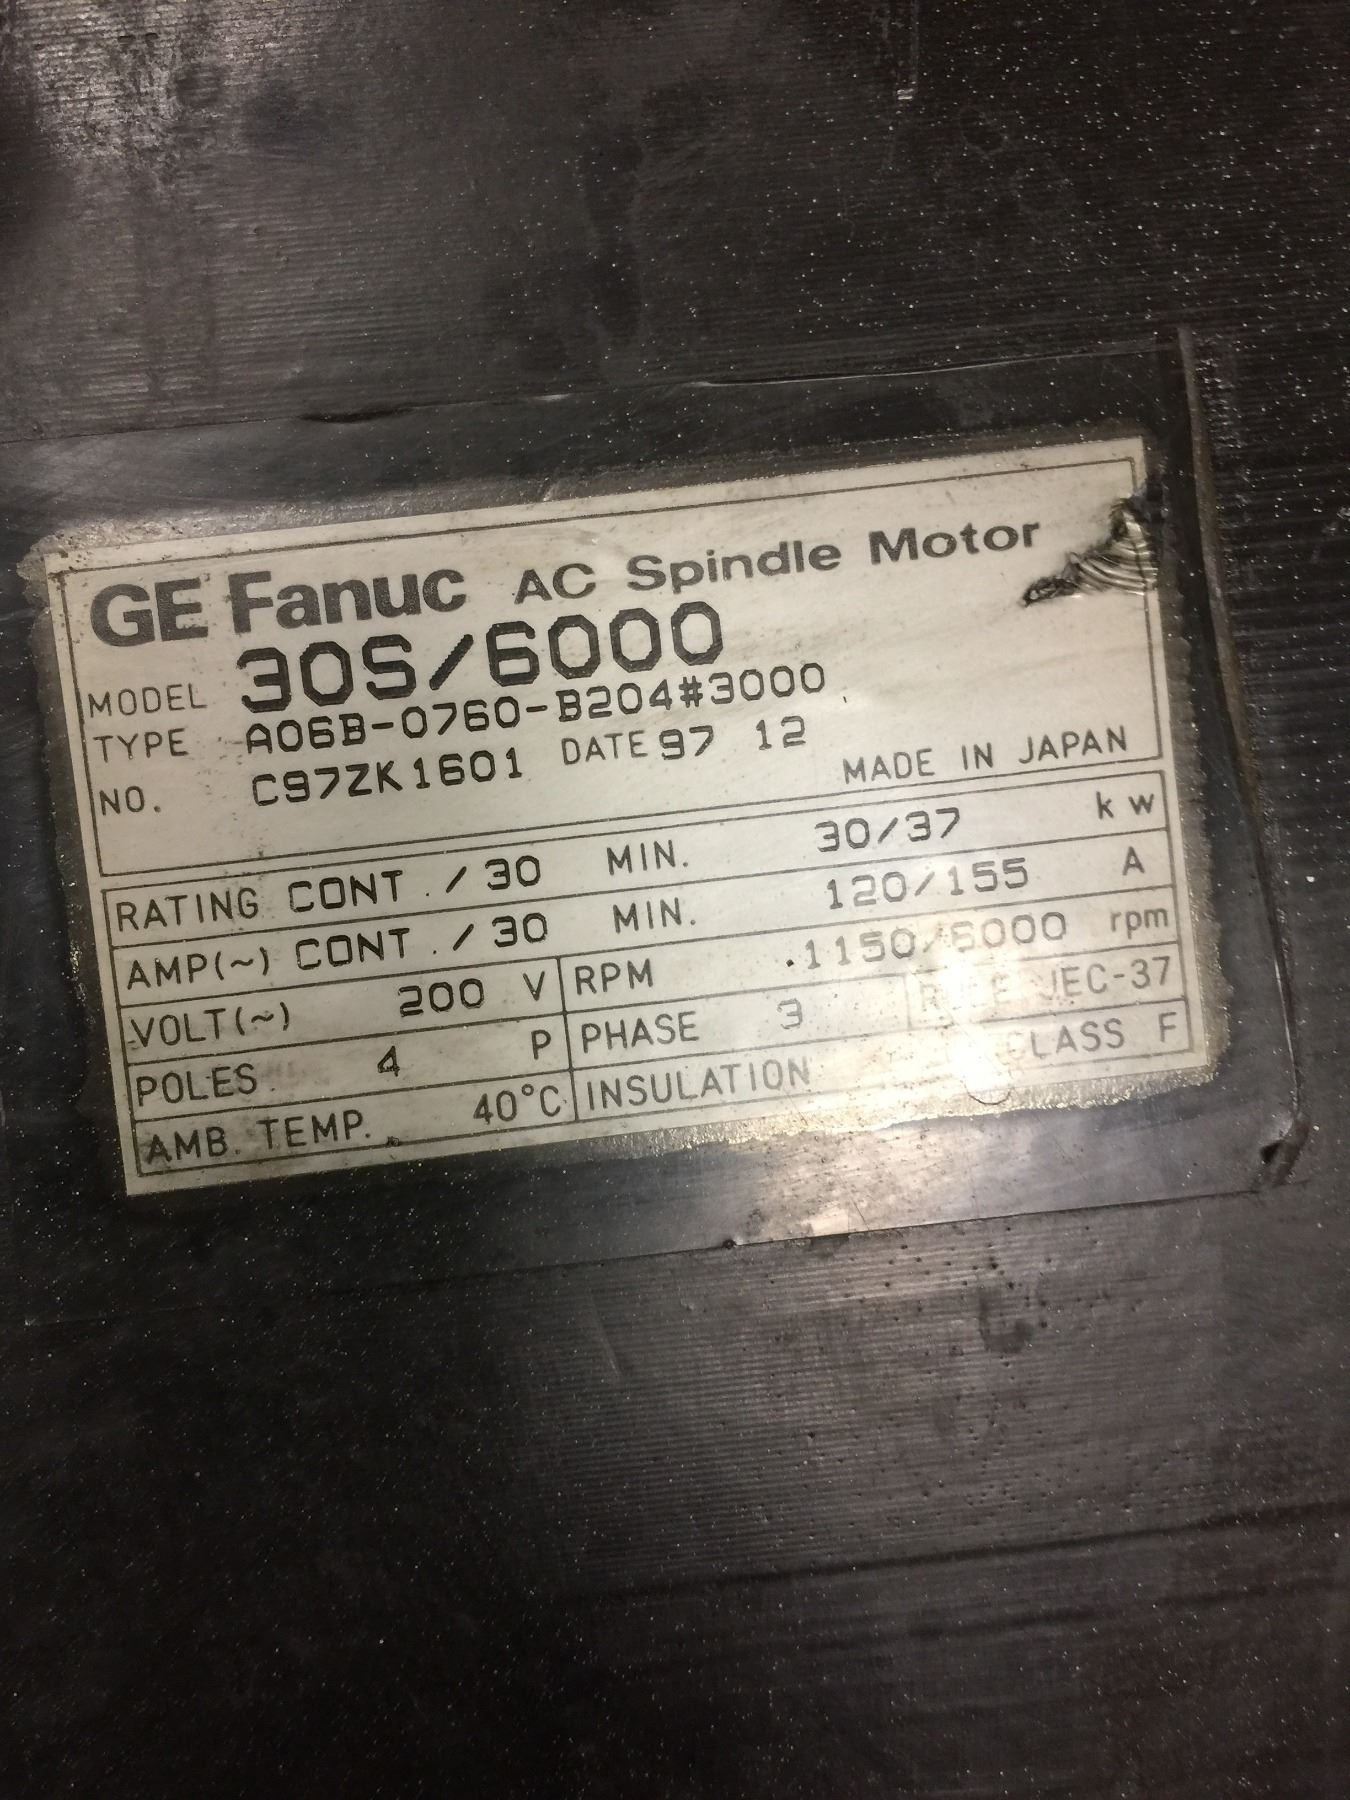 GE Fanuc AC Spindle Motor
MODEL 30S/6000
TYPE A06B-0760-B204#3000
NO. C97ZK1601 DATE 97 12
MADE IN JAPAN
RATING CONT. / 30 MIN. 30/37 kw
AMP(~) CONT. / 30 MIN. 120/155 A
VOLT(~) 200 V RPM 1150/6000 rpm
POLES 4 P PHASE 3 JEC-37
AMB. TEMP. 40°C INSULATION CLASS F